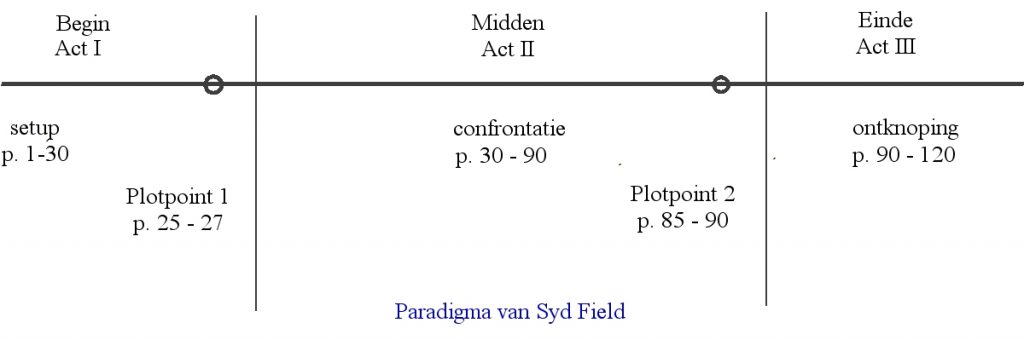 Begin
Act I
Midden
Act II
Einde
Act III
setup
p. 1-30
confrontatie
p. 30 - 90
ontknoping
p. 90 - 120
Plotpoint 1
p. 25 - 27
Plotpoint 2
p. 85 - 90
Paradigma van Syd Field